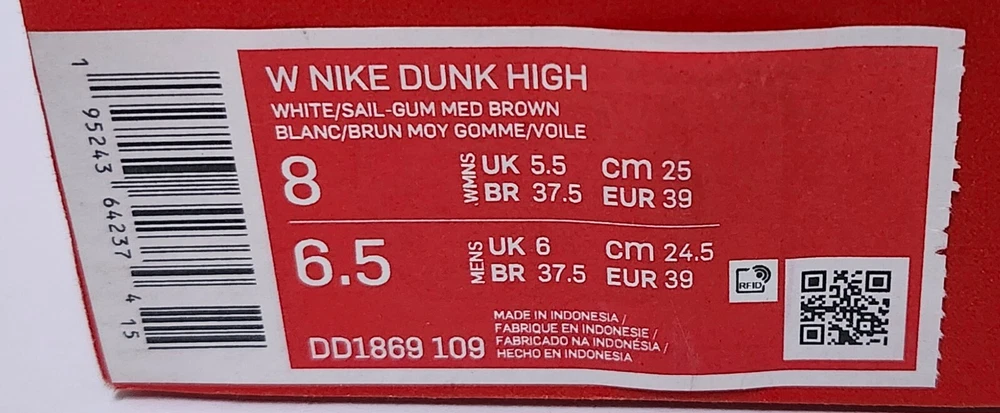 W NIKE DUNK HIGH
WHITE/SAIL-GUM MED BROWN
BLANC/BRUN MOY GOMME/VOILE
8
WMNS
UK 5.5 cm 25
BR 37.5 EUR 39
6.5
MENS
UK 6 cm 24.5
BR 37.5 EUR 39
RFID
DD1869 109
MADE IN INDONESIA /
FABRIQUE EN INDONESIE /
FABRICADO NA INDONÉSIA /
HECHO EN INDONESIA
1 95243 64237 4 15